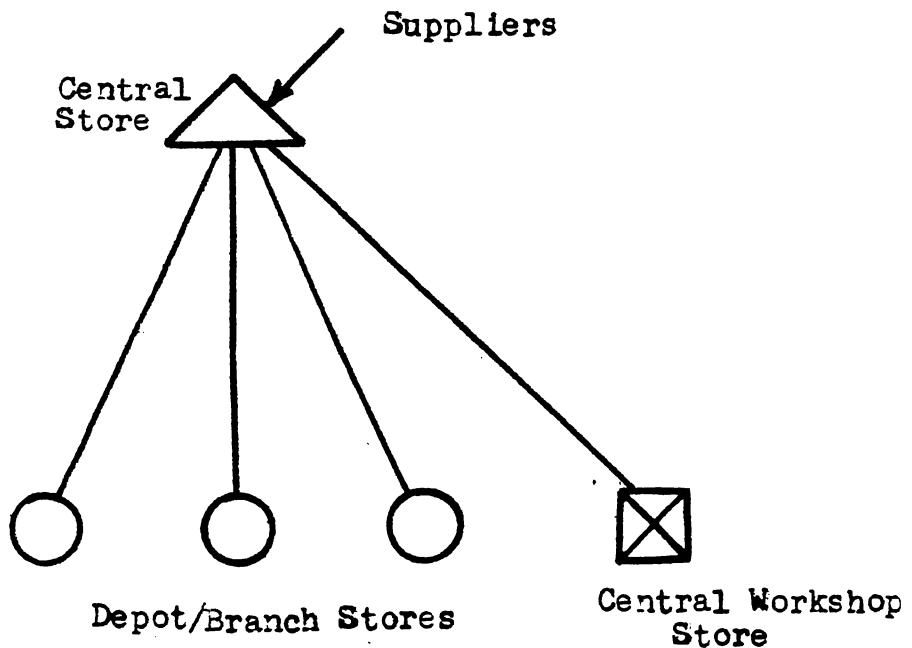 Suppliers
Central
Store
Depot/Branch Stores
Central Workshop
Store